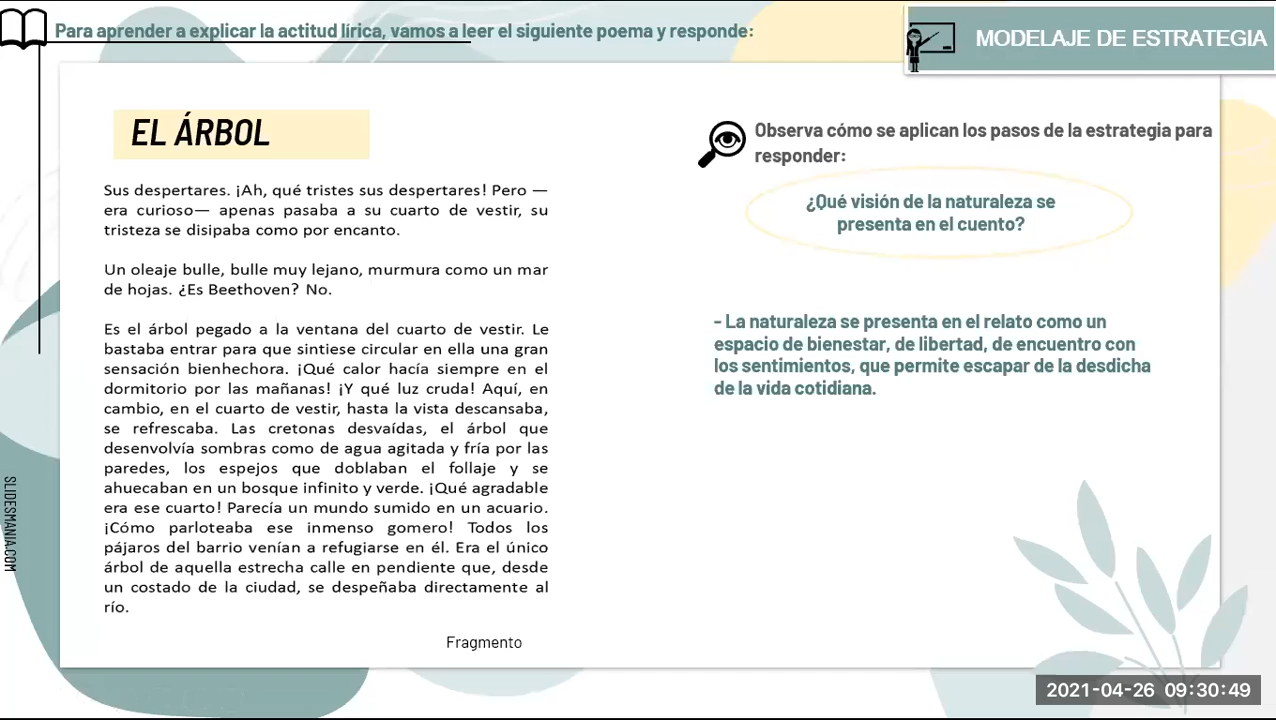 Para aprender a explicar la actitud lírica, vamos a leer el siguiente poema y responde:
MODELAJE DE ESTRATEGIA
EL ÁRBOL
Sus despertares. ¡Ah, qué tristes sus despertares! Pero —
era curioso— apenas pasaba a su cuarto de vestir, su
tristeza se disipaba como por encanto.
Un oleaje bulle, bulle muy lejano, murmura como un mar
de hojas. ¿Es Beethoven? No.
Es el árbol pegado a la ventana del cuarto de vestir. Le
bastaba entrar para que sintiese circular en ella una gran
sensación bienhechora. ¡Qué calor hacía siempre en el
dormitorio por las mañanas! ¡Y qué luz cruda! Aquí, en
cambio, en el cuarto de vestir, hasta la vista descansaba,
se refrescaba. Las cretonas desvaídas, el árbol que
desenvolvía sombras como de agua agitada y fría por las
paredes, los espejos que doblaban el follaje y se
ahuecaban en un bosque infinito y verde. ¡Qué agradable
era ese cuarto! Parecía un mundo sumido en un acuario.
¡Cómo parloteaba ese inmenso gomero! Todos los
pájaros del barrio venían a refugiarse en él. Era el único
árbol de aquella estrecha calle en pendiente que, desde
un costado de la ciudad, se despeñaba directamente al
río.
Fragmento
Observa cómo se aplican los pasos de la estrategia para
responder:
¿Qué visión de la naturaleza se
presenta en el cuento?
- La naturaleza se presenta en el relato como un
espacio de bienestar, de libertad, de encuentro con
los sentimientos, que permite escapar de la desdicha
de la vida cotidiana.
SLIDESMANIA.COM
2021-04-26 09:30:49